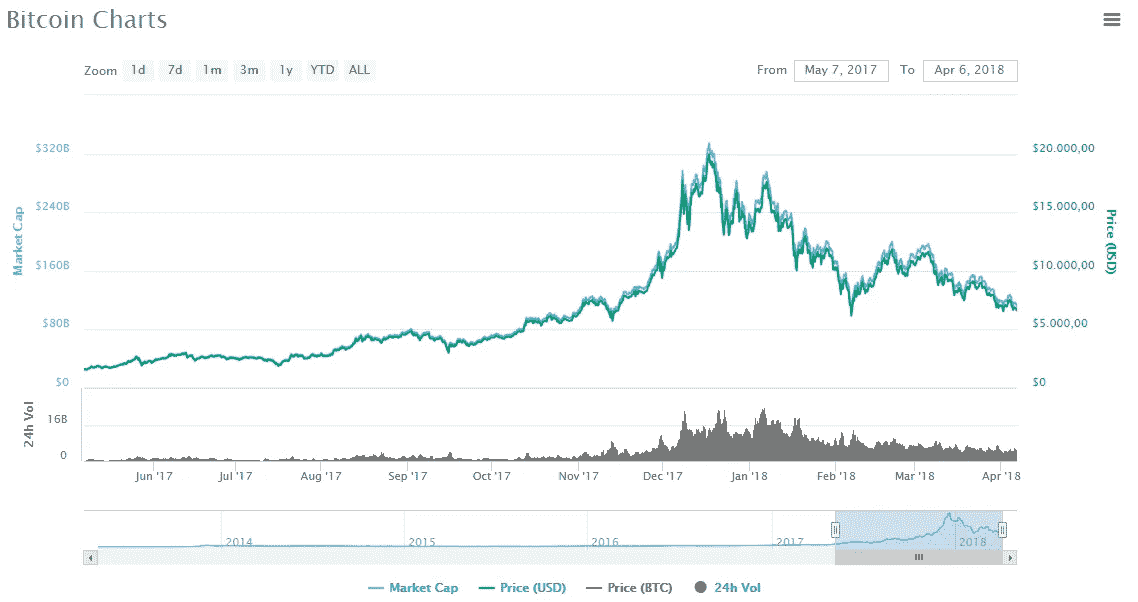 Bitcoin Charts
Zoom 1d 7d 1m 3m 1y YTD ALL From May 7, 2017 To Apr 6, 2018
$320B
$240B
$160B
$80B
$0
Market Cap
$20.000,00
$15.000,00
$10.000,00
$5.000,00
$0
Price (USD)
24h Vol
16B
0
Jun '17 Jul '17 Aug '17 Sep '17 Oct '17 Nov '17 Dec '17 Jan '18 Feb '18 Mar '18 Apr '18
2014 2015 2016 2017 2018
Market Cap Price (USD) Price (BTC) 24h Vol